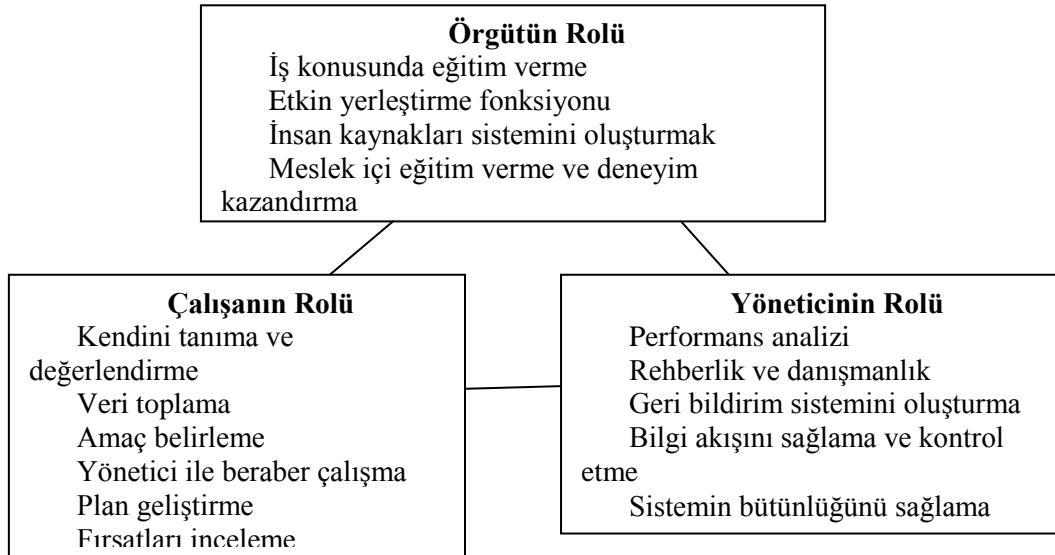 Örgütün Rolü
İş konusunda eğitim verme
Etkin yerleştirme fonksiyonu
İnsan kaynakları sistemini oluşturmak
Meslek içi eğitim verme ve deneyim
kazandırma
Çalışanın Rolü
Kendini tanıma ve
değerlendirme
Veri toplama
Amaç belirleme
Yönetici ile beraber çalışma
Plan geliştirme
Fırsatları inceleme
Yöneticinin Rolü
Performans analizi
Rehberlik ve danışmanlık
Geri bildirim sistemini oluşturma
Bilgi akışını sağlama ve kontrol
etme
Sistemin bütünlüğünü sağlama